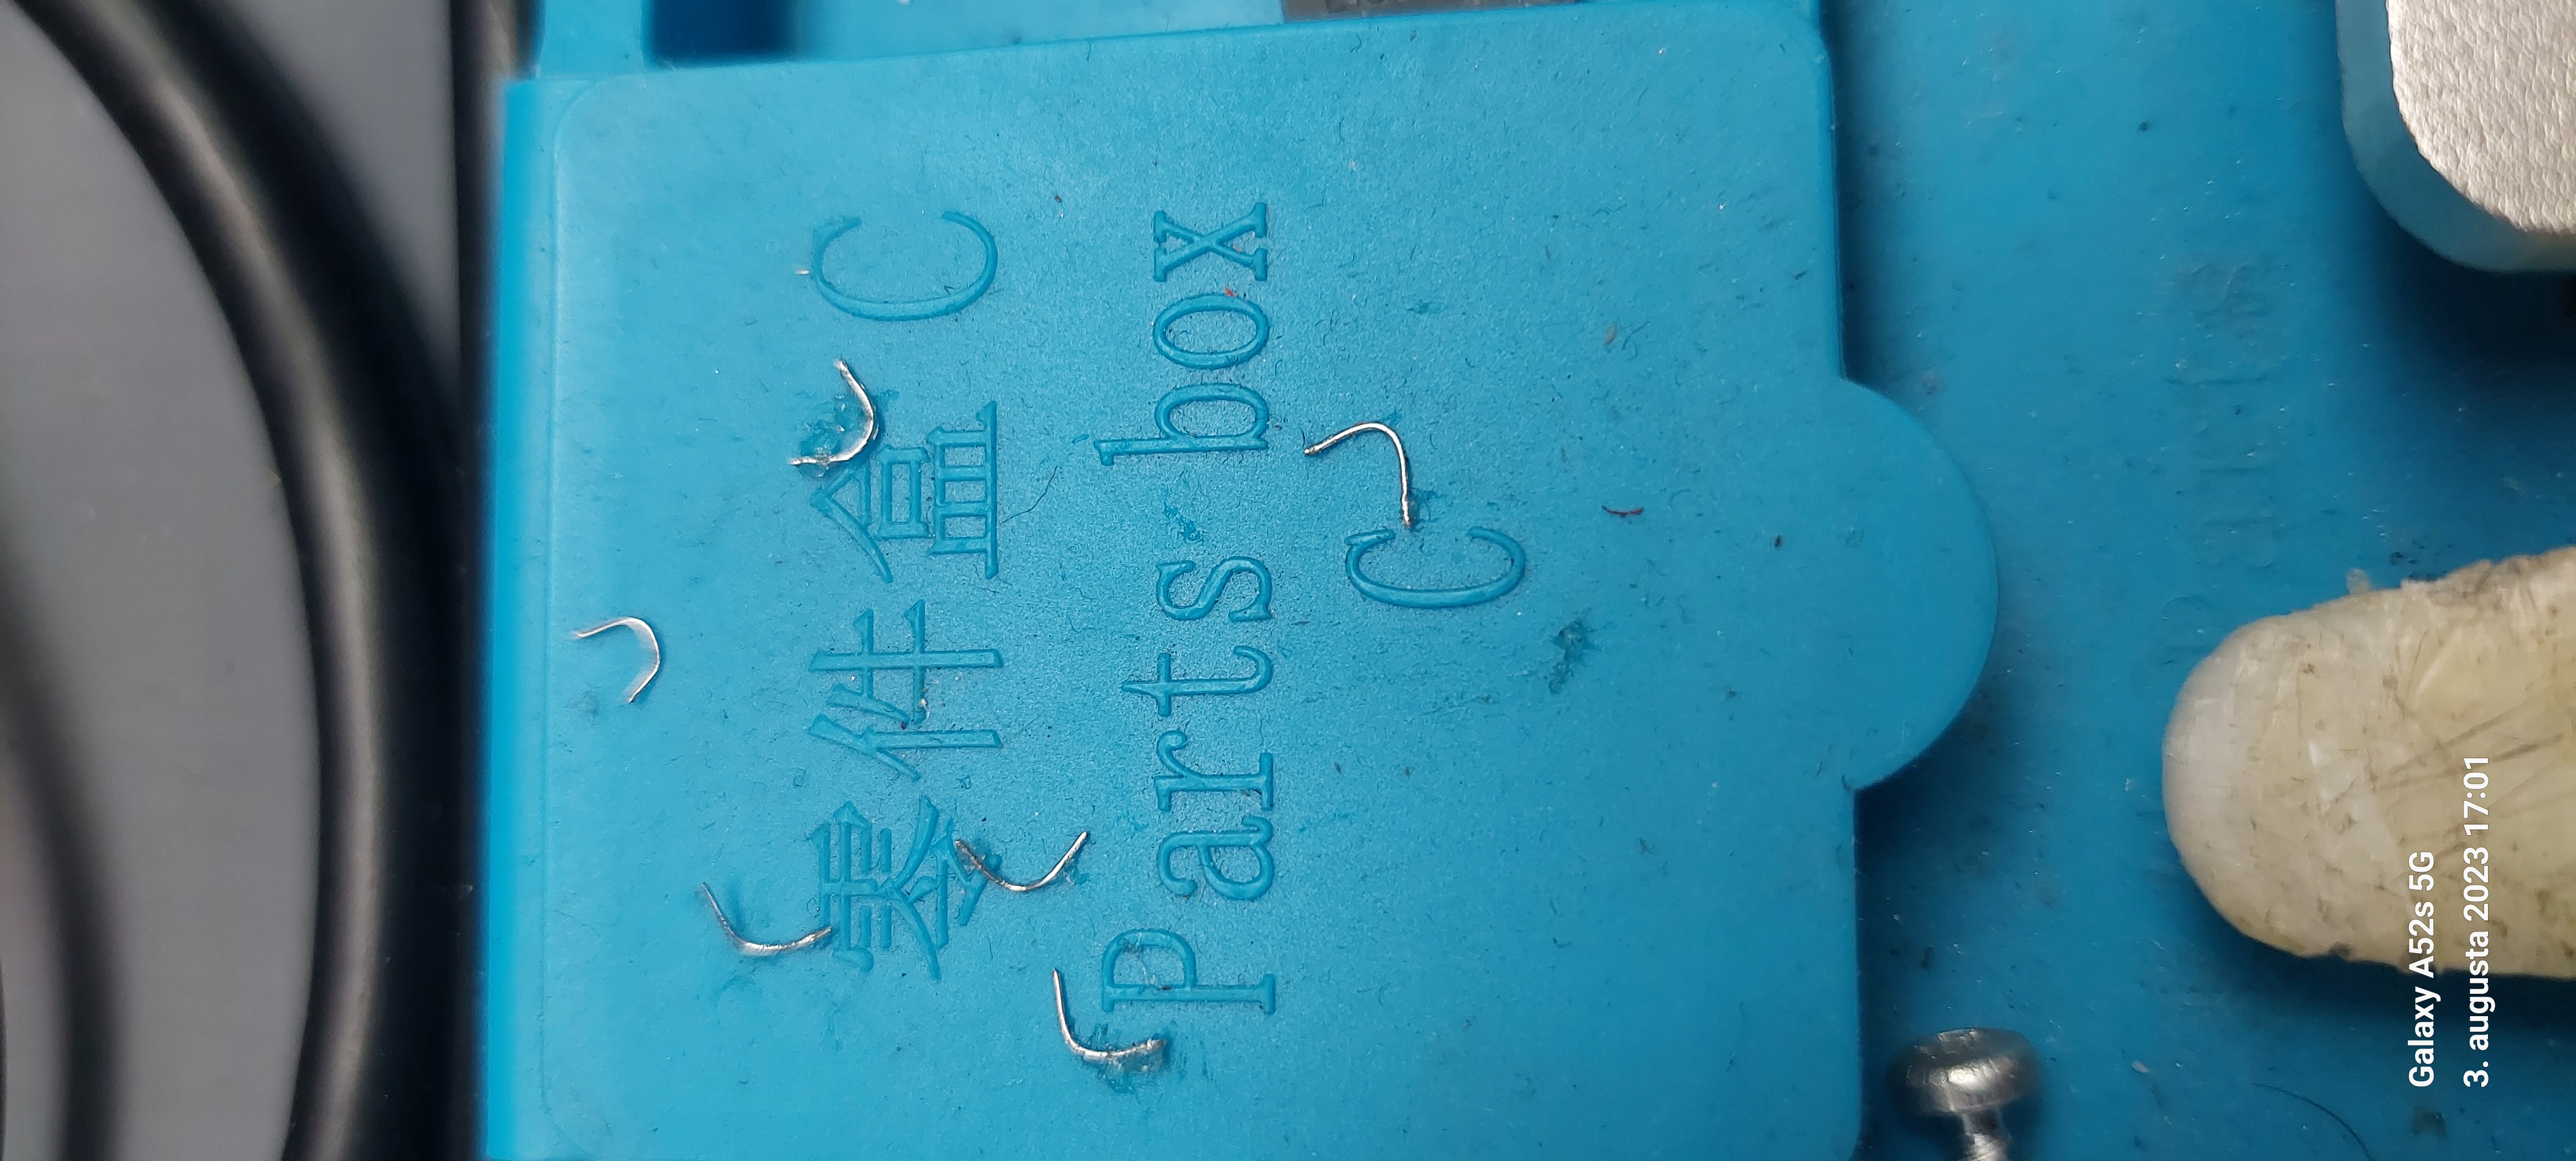 零件盒C
Parts box
C
Galaxy A52s 5G
3. augusta 2023 17:01